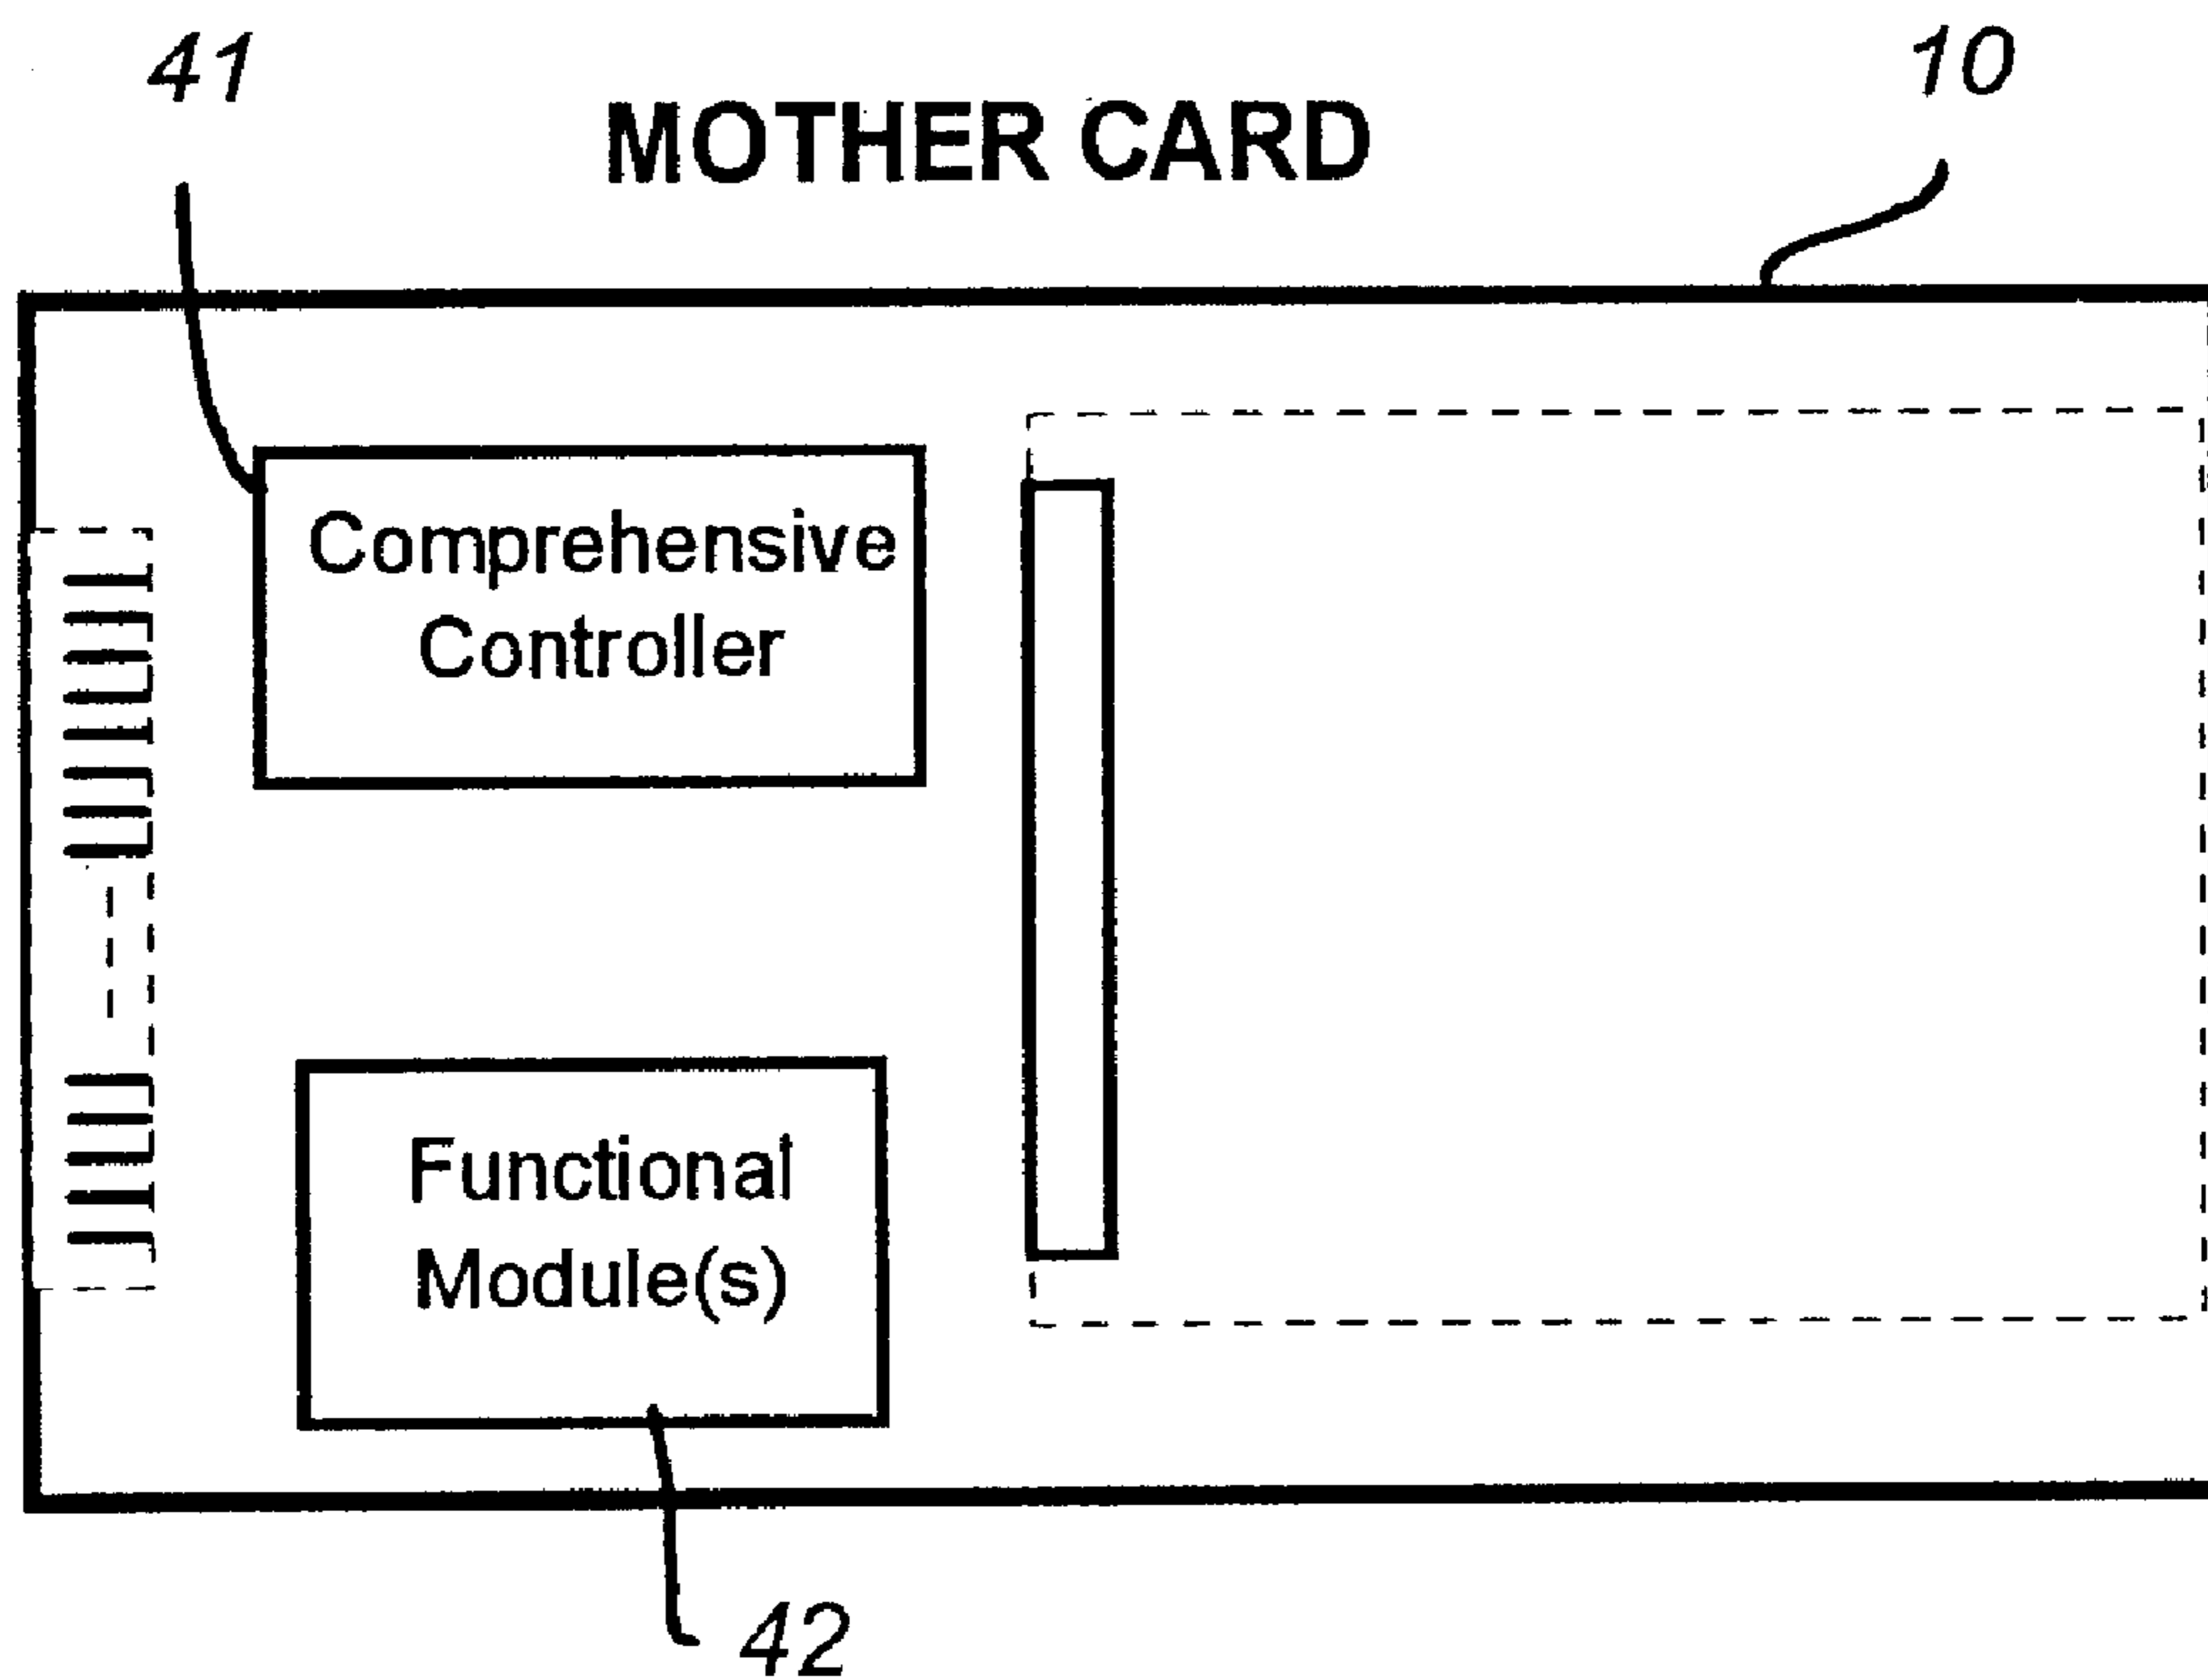 41
10
MOTHER CARD
Comprehensive
Controller
Functional
Module(s)
42